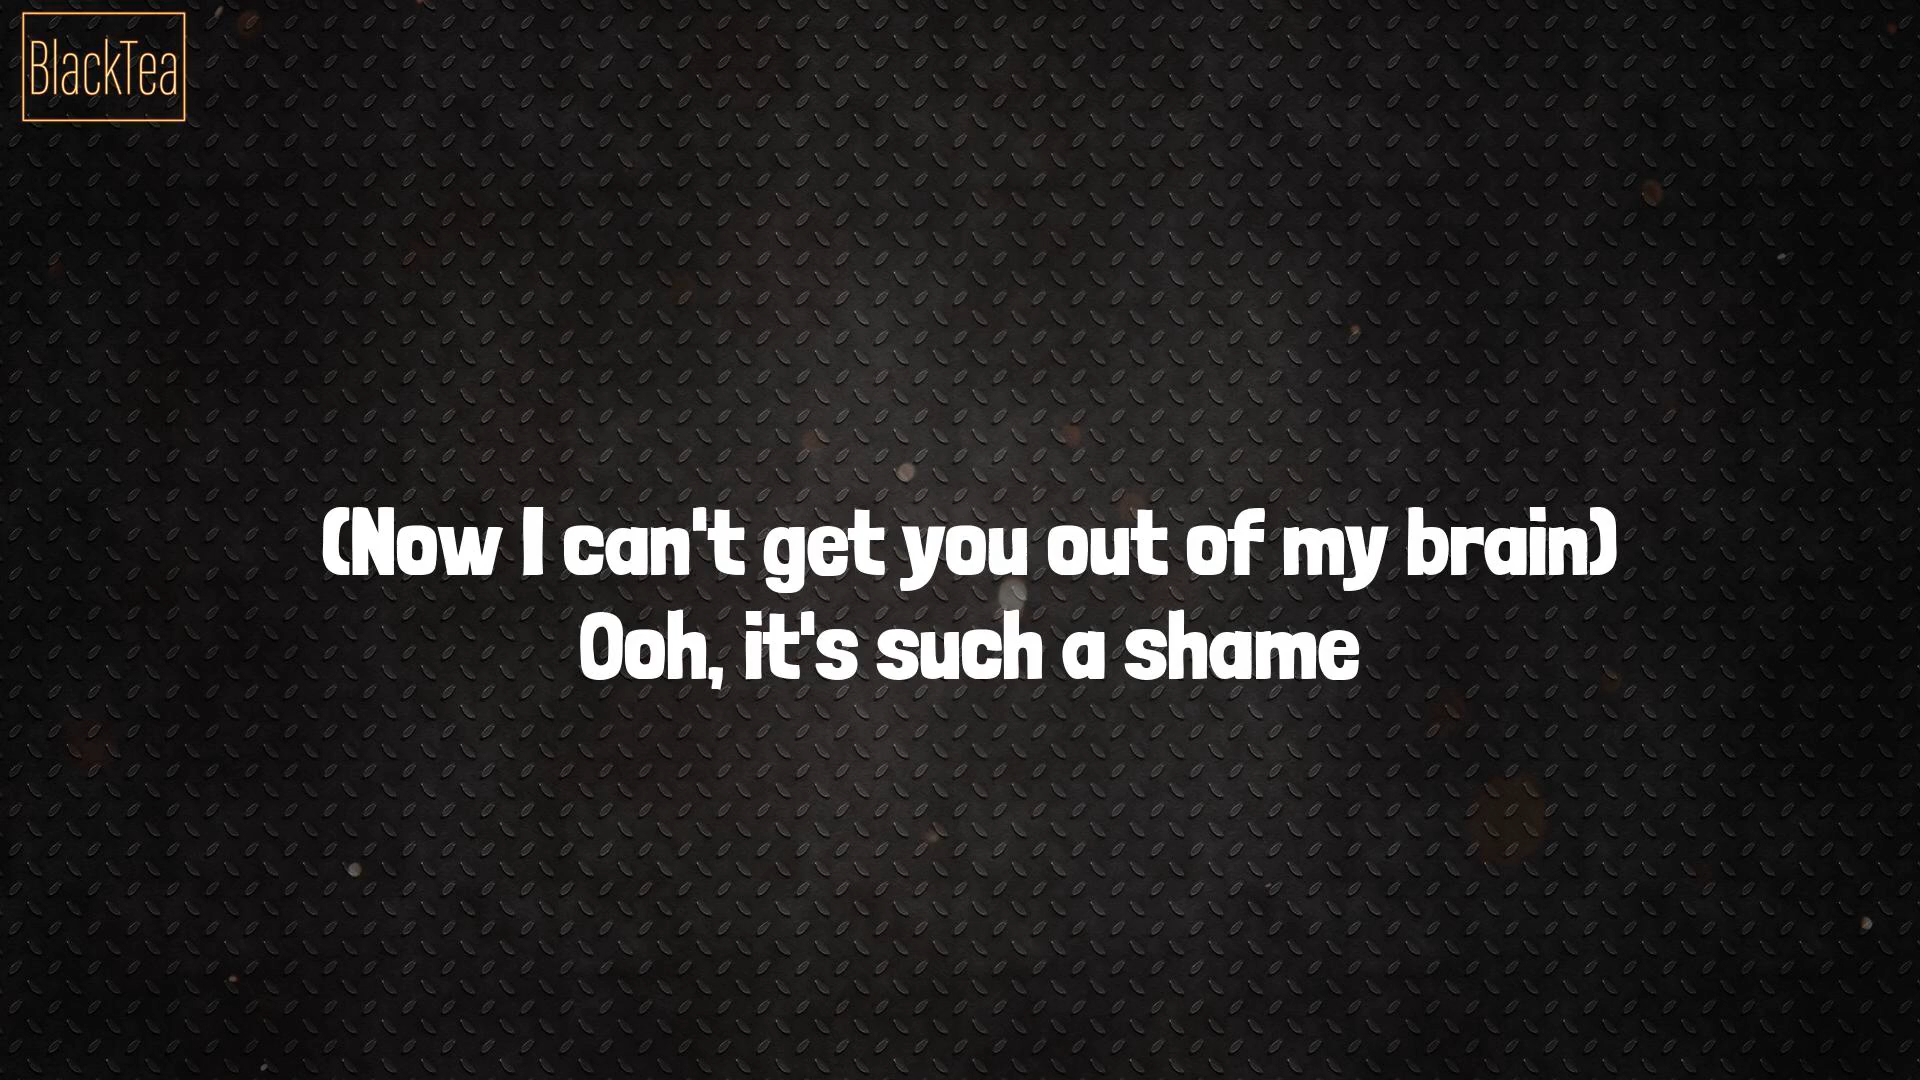 BlackTea
(Now I can't get you out of my brain)
Ooh, it's such a shame